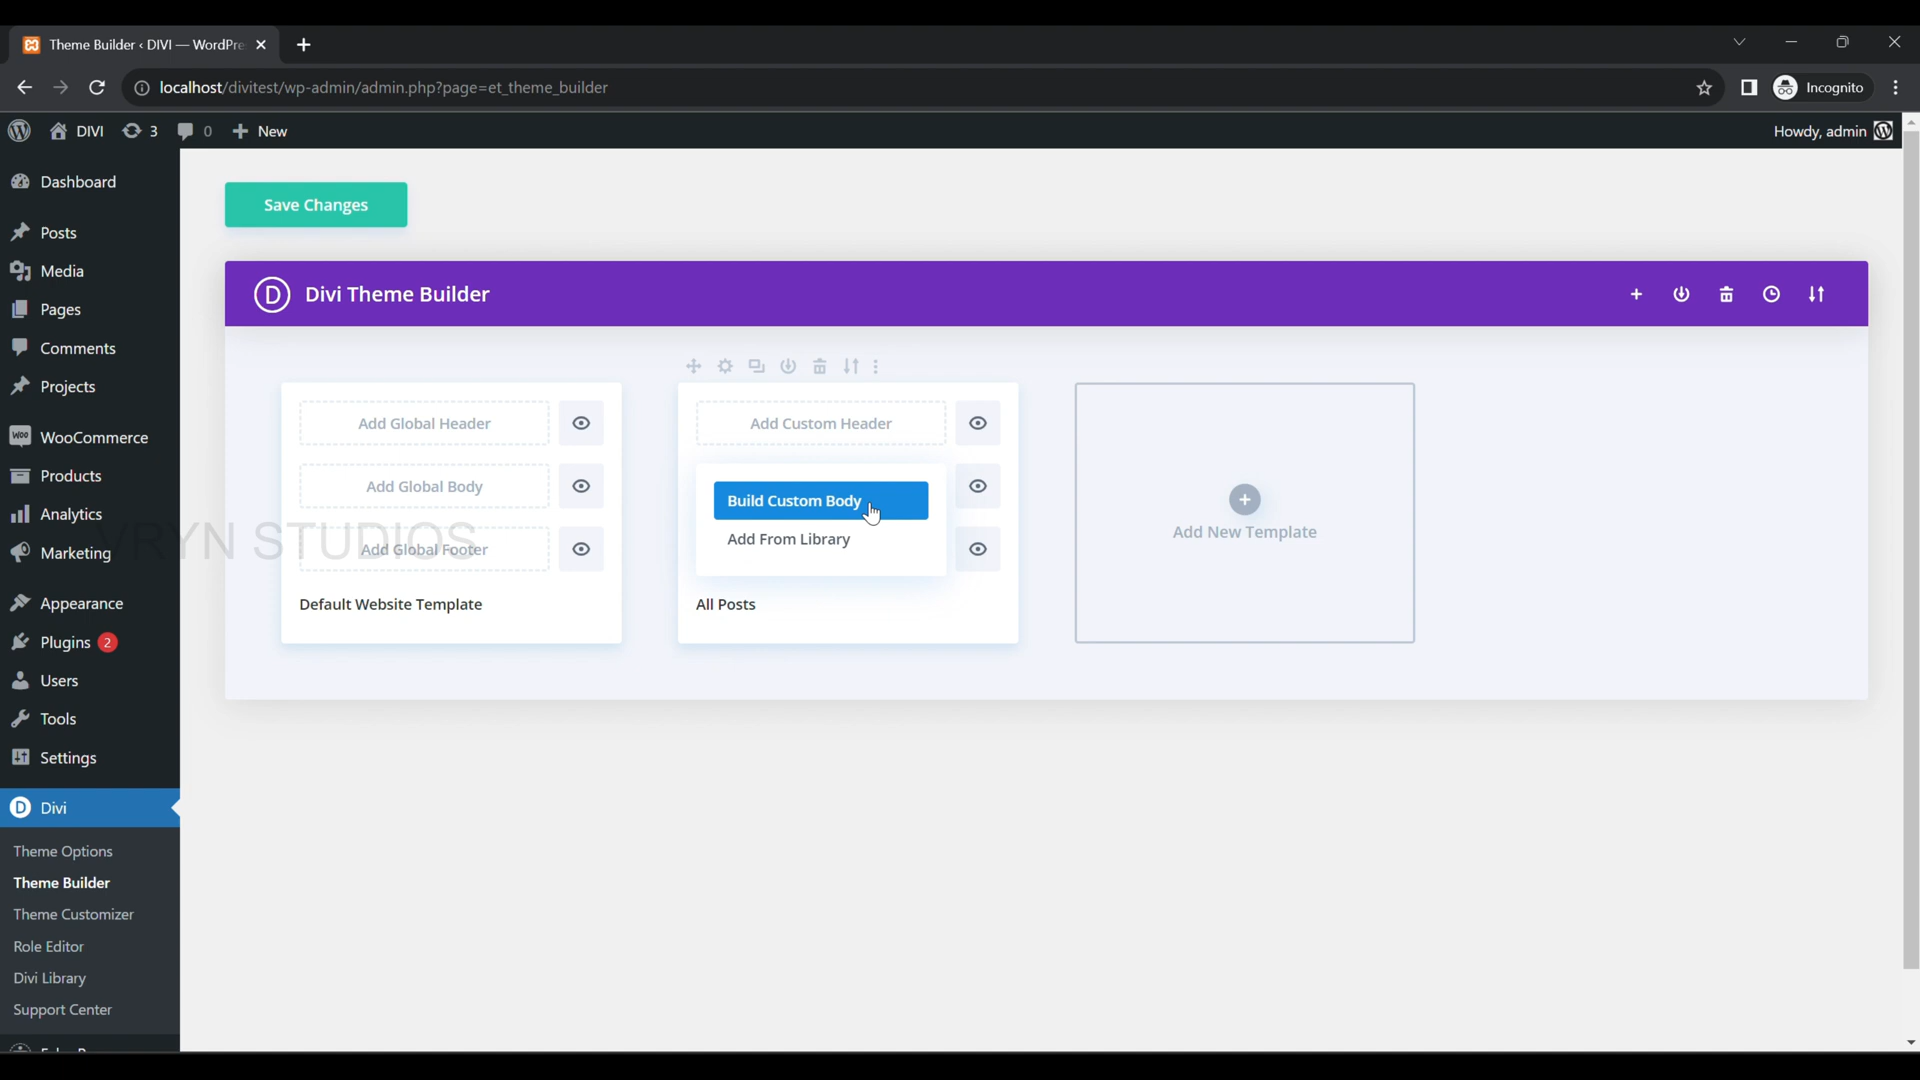 Theme Builder ‹ DIVI — WordPre
localhost/divitest/wp-admin/admin.php?page=et_theme_builder
Incognito
DIVI
3
0
New
Howdy, admin
Dashboard
Posts
Media
Pages
Comments
Projects
WooCommerce
Products
Analytics
Marketing
Appearance
Plugins 2
Users
Tools
Settings
Divi
Theme Options
Theme Builder
Theme Customizer
Role Editor
Divi Library
Support Center
Save Changes
D Divi Theme Builder
Add Global Header
Add Global Body
Add Global Footer
Default Website Template
Add Custom Header
Build Custom Body
Add From Library
All Posts
Add New Template
VRYN STUDIOS